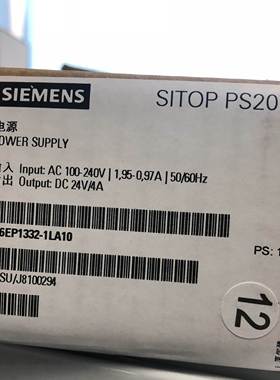 SIEMENS
SITOP PS20
电源
POWER SUPPLY
输入 Input: AC 100-240V | 1,95-0,97A | 50/60Hz
出 Output: DC 24V/4A
6EP1332-1LA10
PS: 1
SU/J8100294
12